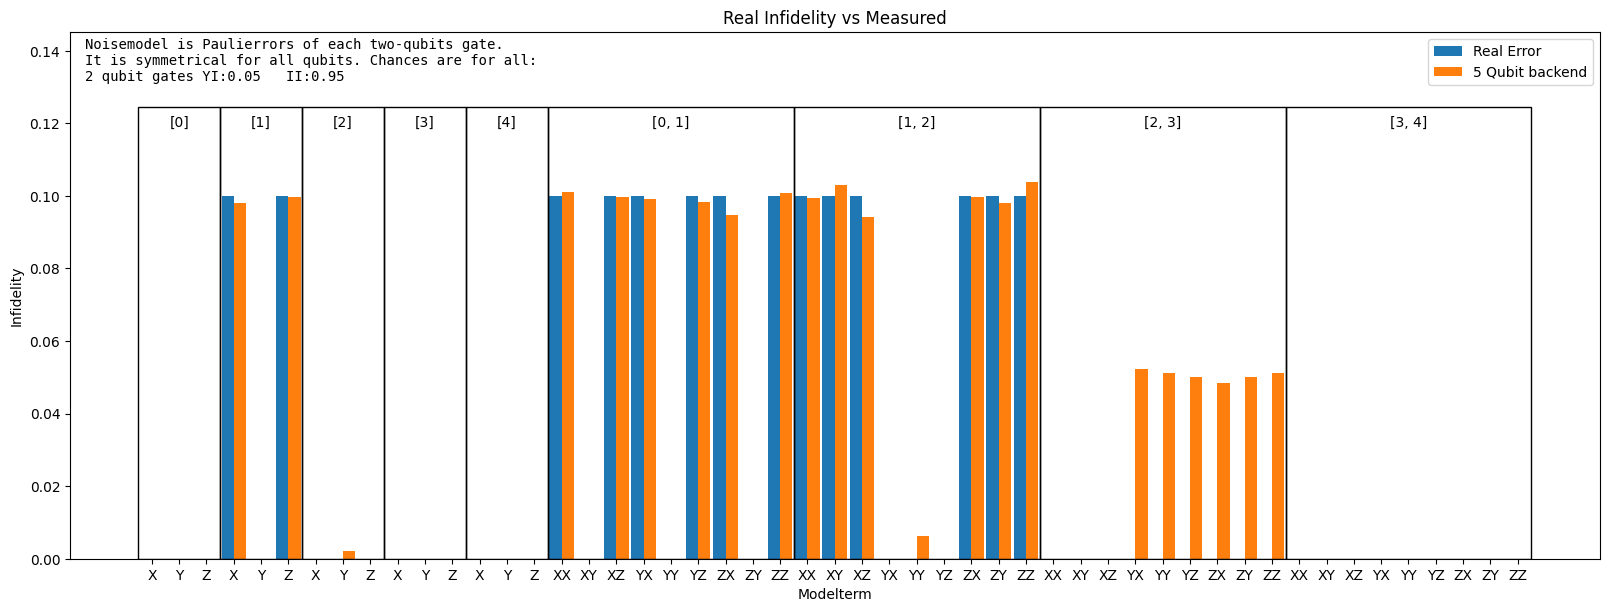 Real Infidelity vs Measured
Noisemodel is Paulierrors of each two-qubits gate.
It is symmetrical for all qubits. Chances are for all:
2 qubit gates YI:0.05   II:0.95
Real Error
5 Qubit backend
[0] [1] [2] [3] [4] [0, 1] [1, 2] [2, 3] [3, 4]
0.14
0.12
0.10
0.08
0.06
0.04
0.02
0.00
Infidelity
X Y Z X Y Z X Y Z X Y Z X Y Z XX XY XZ YX YY YZ ZX ZY ZZ XX XY XZ YX YY YZ ZX ZY ZZ XX XY XZ YX YY YZ ZX ZY ZZ XX XY XZ YX YY YZ ZX ZY ZZ
Modelterm